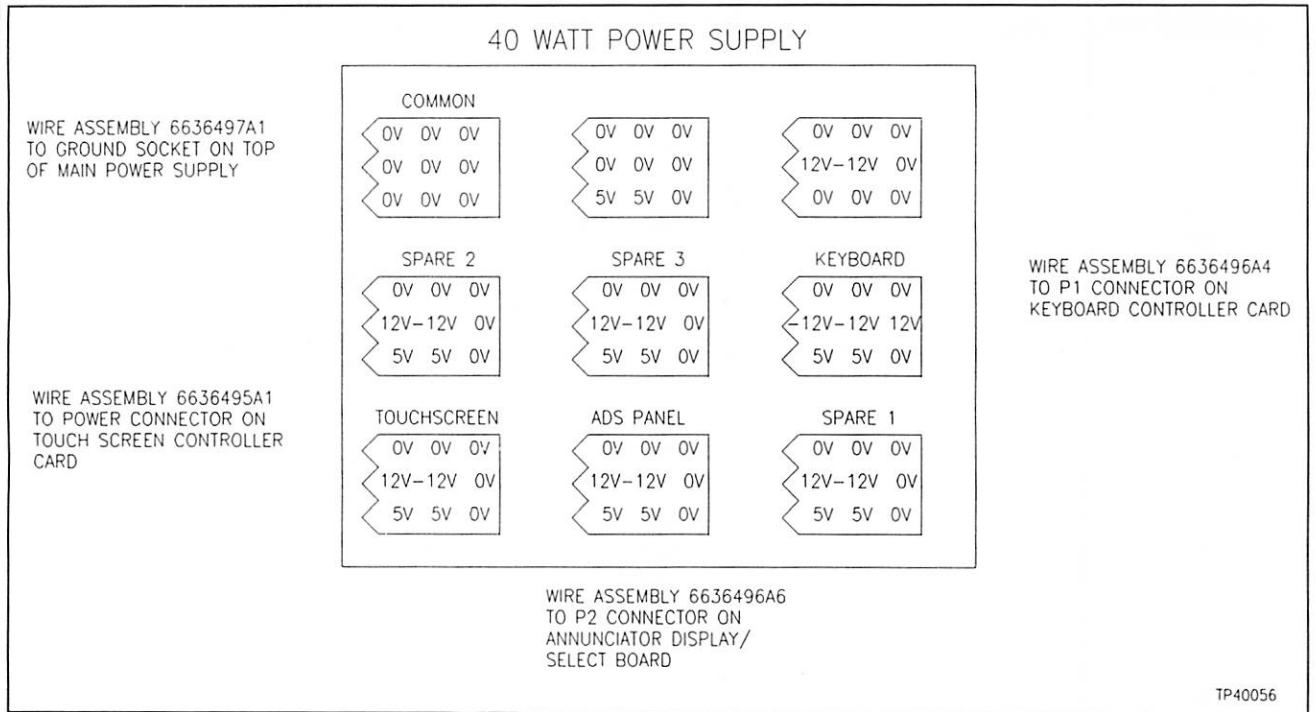 40 WATT POWER SUPPLY
WIRE ASSEMBLY 6636497A1
TO GROUND SOCKET ON TOP
OF MAIN POWER SUPPLY
COMMON
0V 0V 0V
0V 0V 0V
0V 0V 0V
0V 0V 0V
0V 0V 0V
5V 5V 0V
0V 0V 0V
12V-12V 0V
0V 0V 0V
SPARE 2
0V 0V 0V
12V-12V 0V
5V 5V 0V
SPARE 3
0V 0V 0V
12V-12V 0V
5V 5V 0V
KEYBOARD
0V 0V 0V
-12V-12V 12V
5V 5V 0V
WIRE ASSEMBLY 6636496A4
TO P1 CONNECTOR ON
KEYBOARD CONTROLLER CARD
WIRE ASSEMBLY 6636495A1
TO POWER CONNECTOR ON
TOUCH SCREEN CONTROLLER
CARD
TOUCHSCREEN
0V 0V 0V
12V-12V 0V
5V 5V 0V
ADS PANEL
0V 0V 0V
12V-12V 0V
5V 5V 0V
SPARE 1
0V 0V 0V
12V-12V 0V
5V 5V 0V
WIRE ASSEMBLY 6636496A6
TO P2 CONNECTOR ON
ANNUNCIATOR DISPLAY/
SELECT BOARD
TP40056